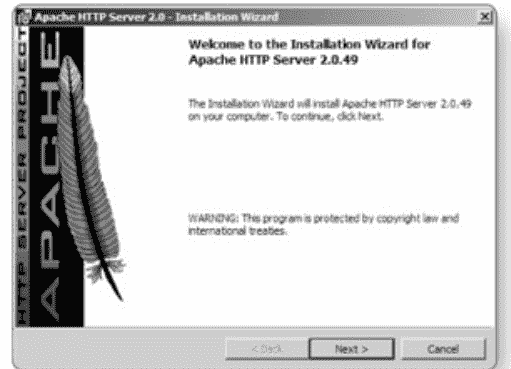 Apache HTTP Server 2.0 - Installation Wizard
HTTP SERVER PROJECT
APACHE
Welcome to the Installation Wizard for
Apache HTTP Server 2.0.49
The Installation Wizard will install Apache HTTP Server 2.0.49
on your computer. To continue, click Next.
WARNING: This program is protected by copyright law and
international treaties.
< Back
Next >
Cancel